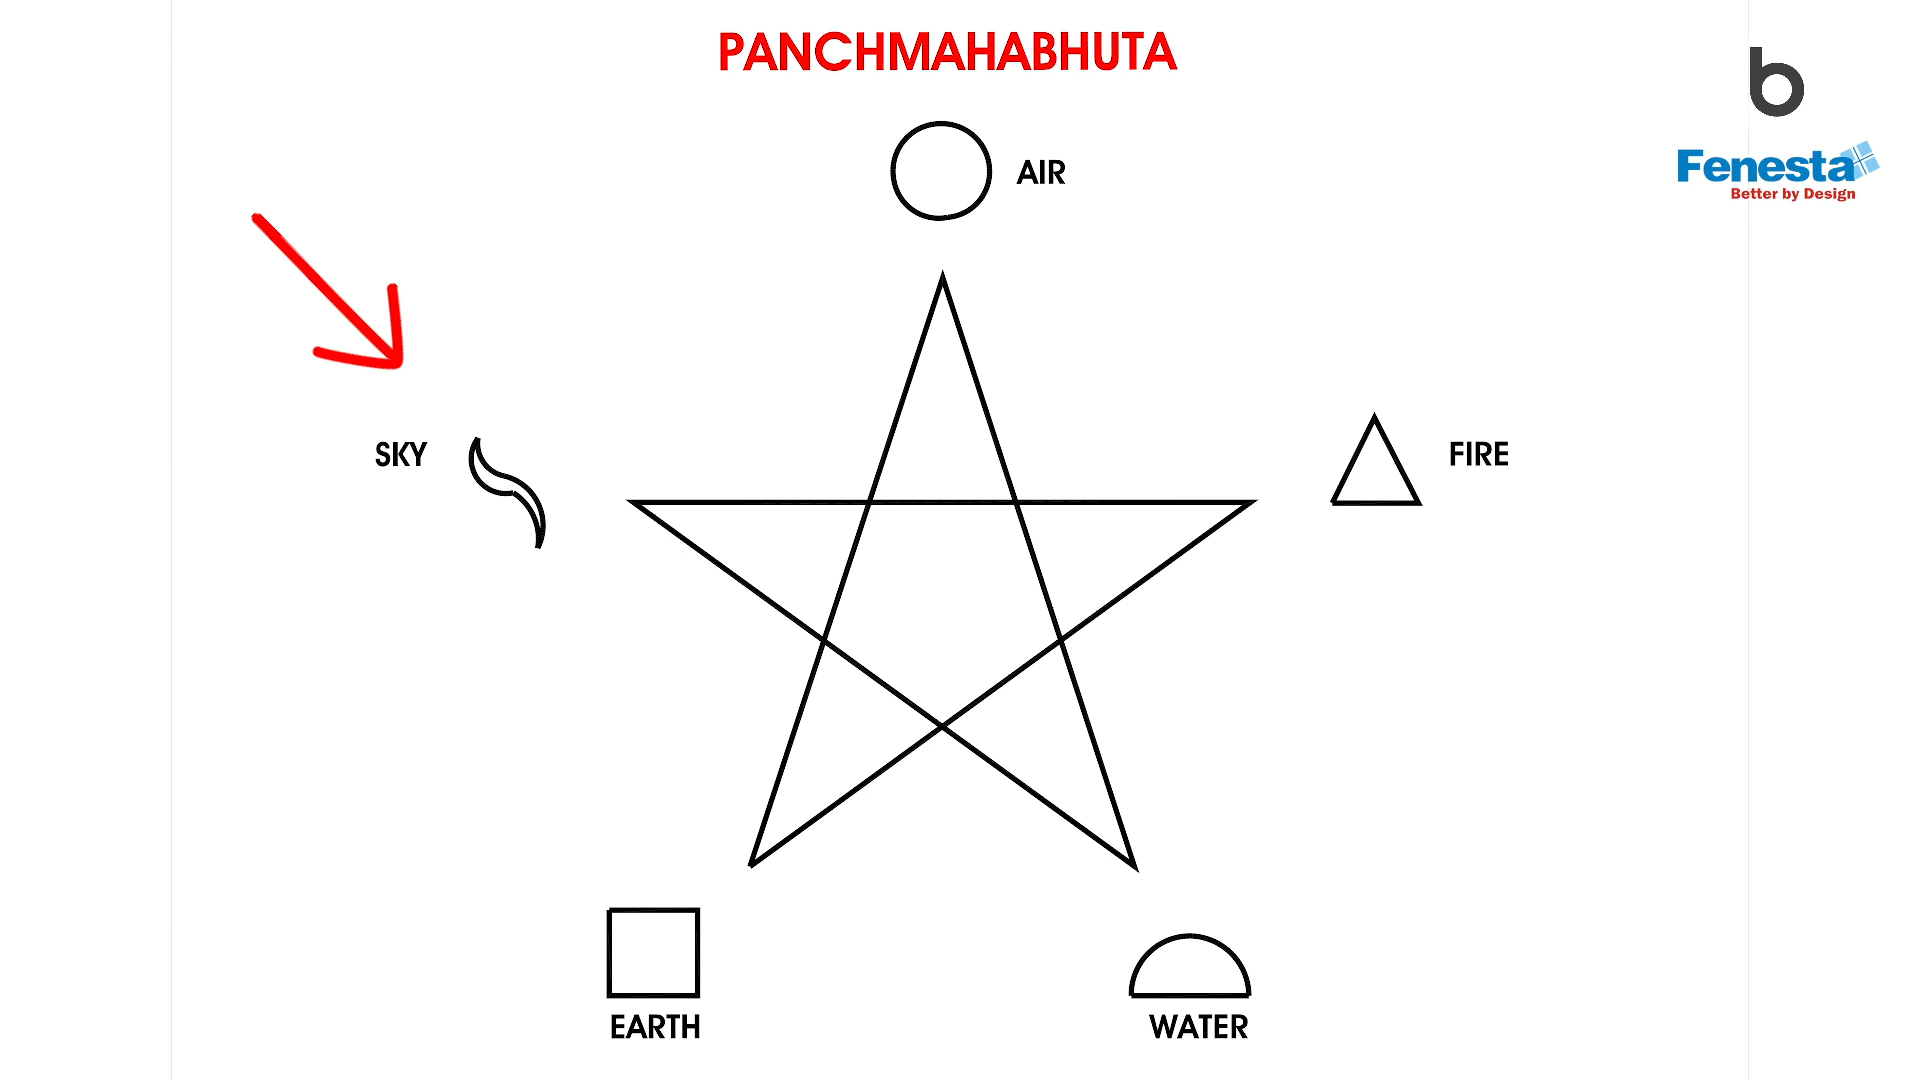 PANCHMAHABHUTA
b
AIR
Fenesta
Better by Design
SKY
FIRE
EARTH
WATER